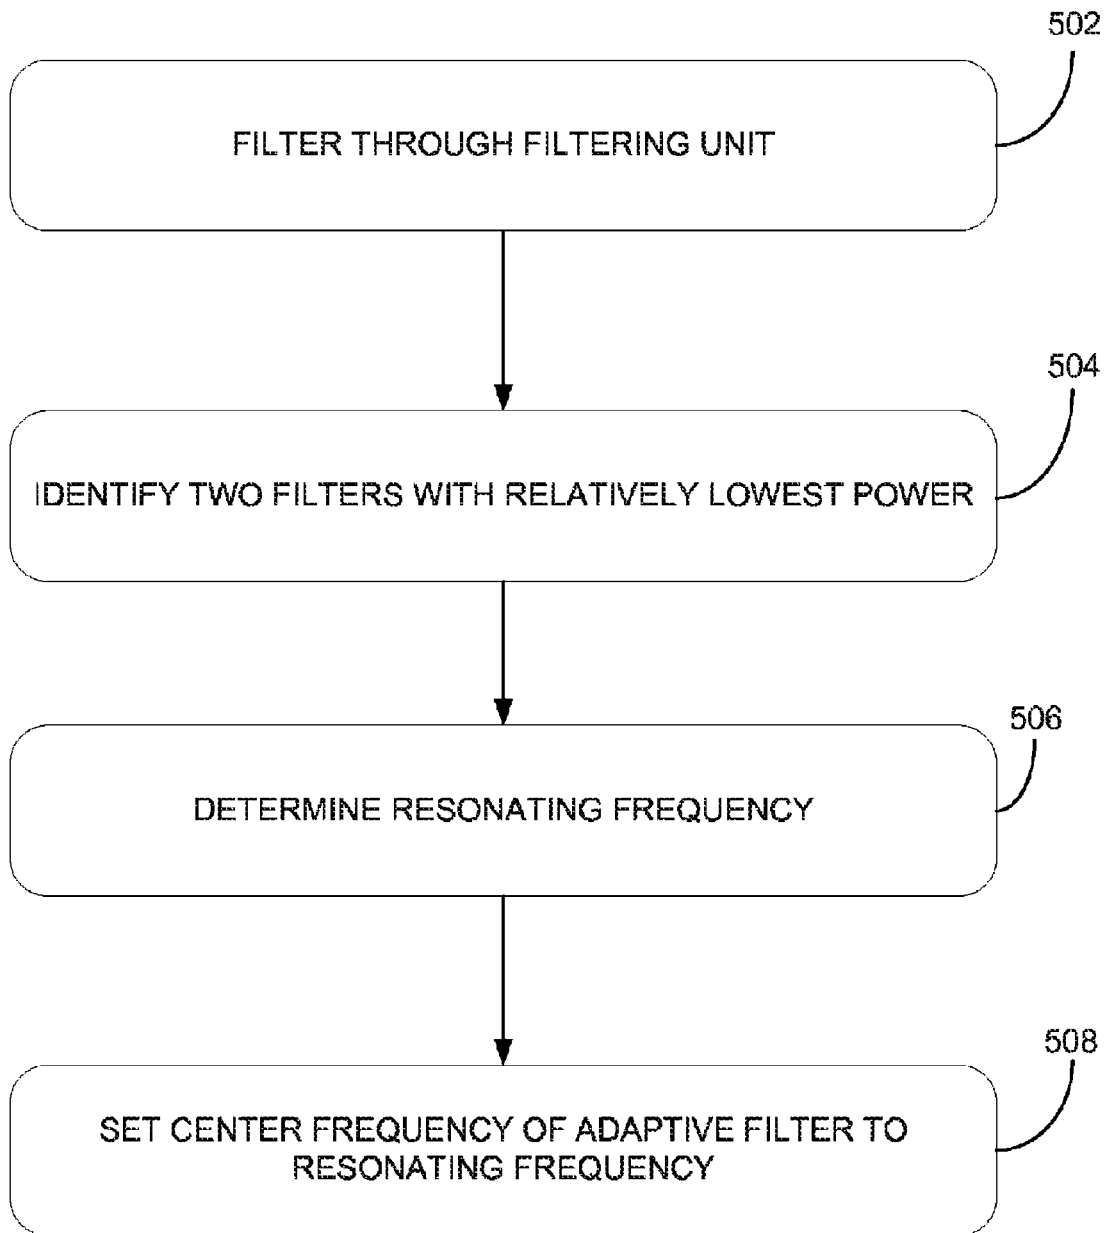 502
FILTER THROUGH FILTERING UNIT
504
IDENTIFY TWO FILTERS WITH RELATIVELY LOWEST POWER
506
DETERMINE RESONATING FREQUENCY
508
SET CENTER FREQUENCY OF ADAPTIVE FILTER TO
RESONATING FREQUENCY